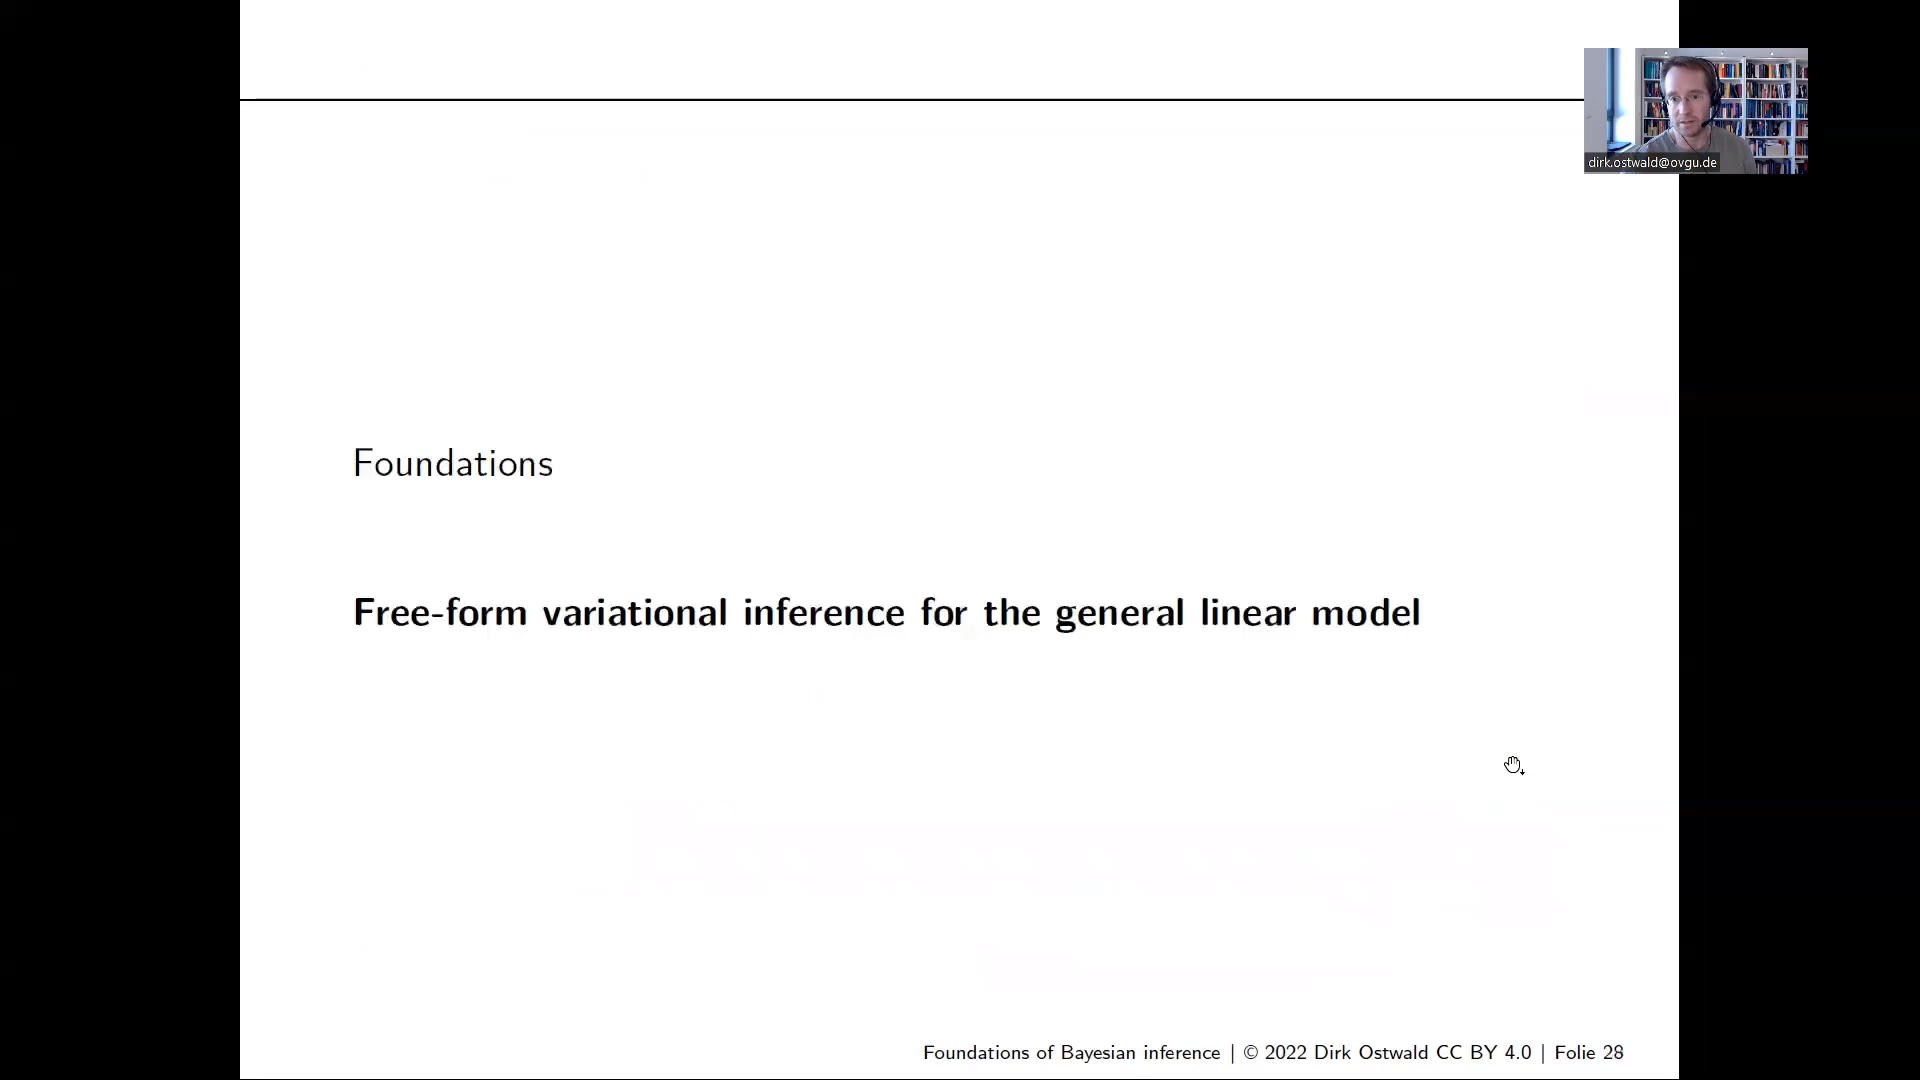 dirk.ostwald@ovgu.de
Foundations
Free-form variational inference for the general linear model
Foundations of Bayesian inference | © 2022 Dirk Ostwald CC BY 4.0 | Folie 28